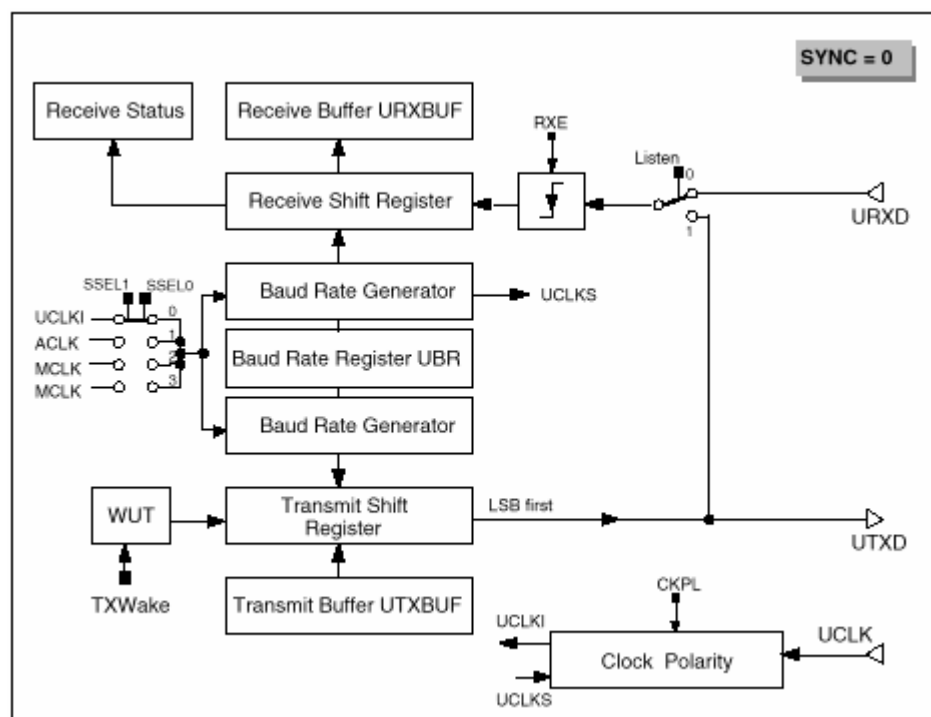 SYNC = 0
Receive Status
Receive Buffer URXBUF
RXE
Listen
0
Receive Shift Register
1
URXD
SSEL1
SSEL0
Baud Rate Generator
UCLKS
UCLKI
0
ACLK
1
Baud Rate Register UBR
MCLK
2
MCLK
3
Baud Rate Generator
WUT
Transmit Shift
Register
LSB first
UTXD
TXWake
Transmit Buffer UTXBUF
CKPL
UCLKI
UCLK
Clock Polarity
UCLKS